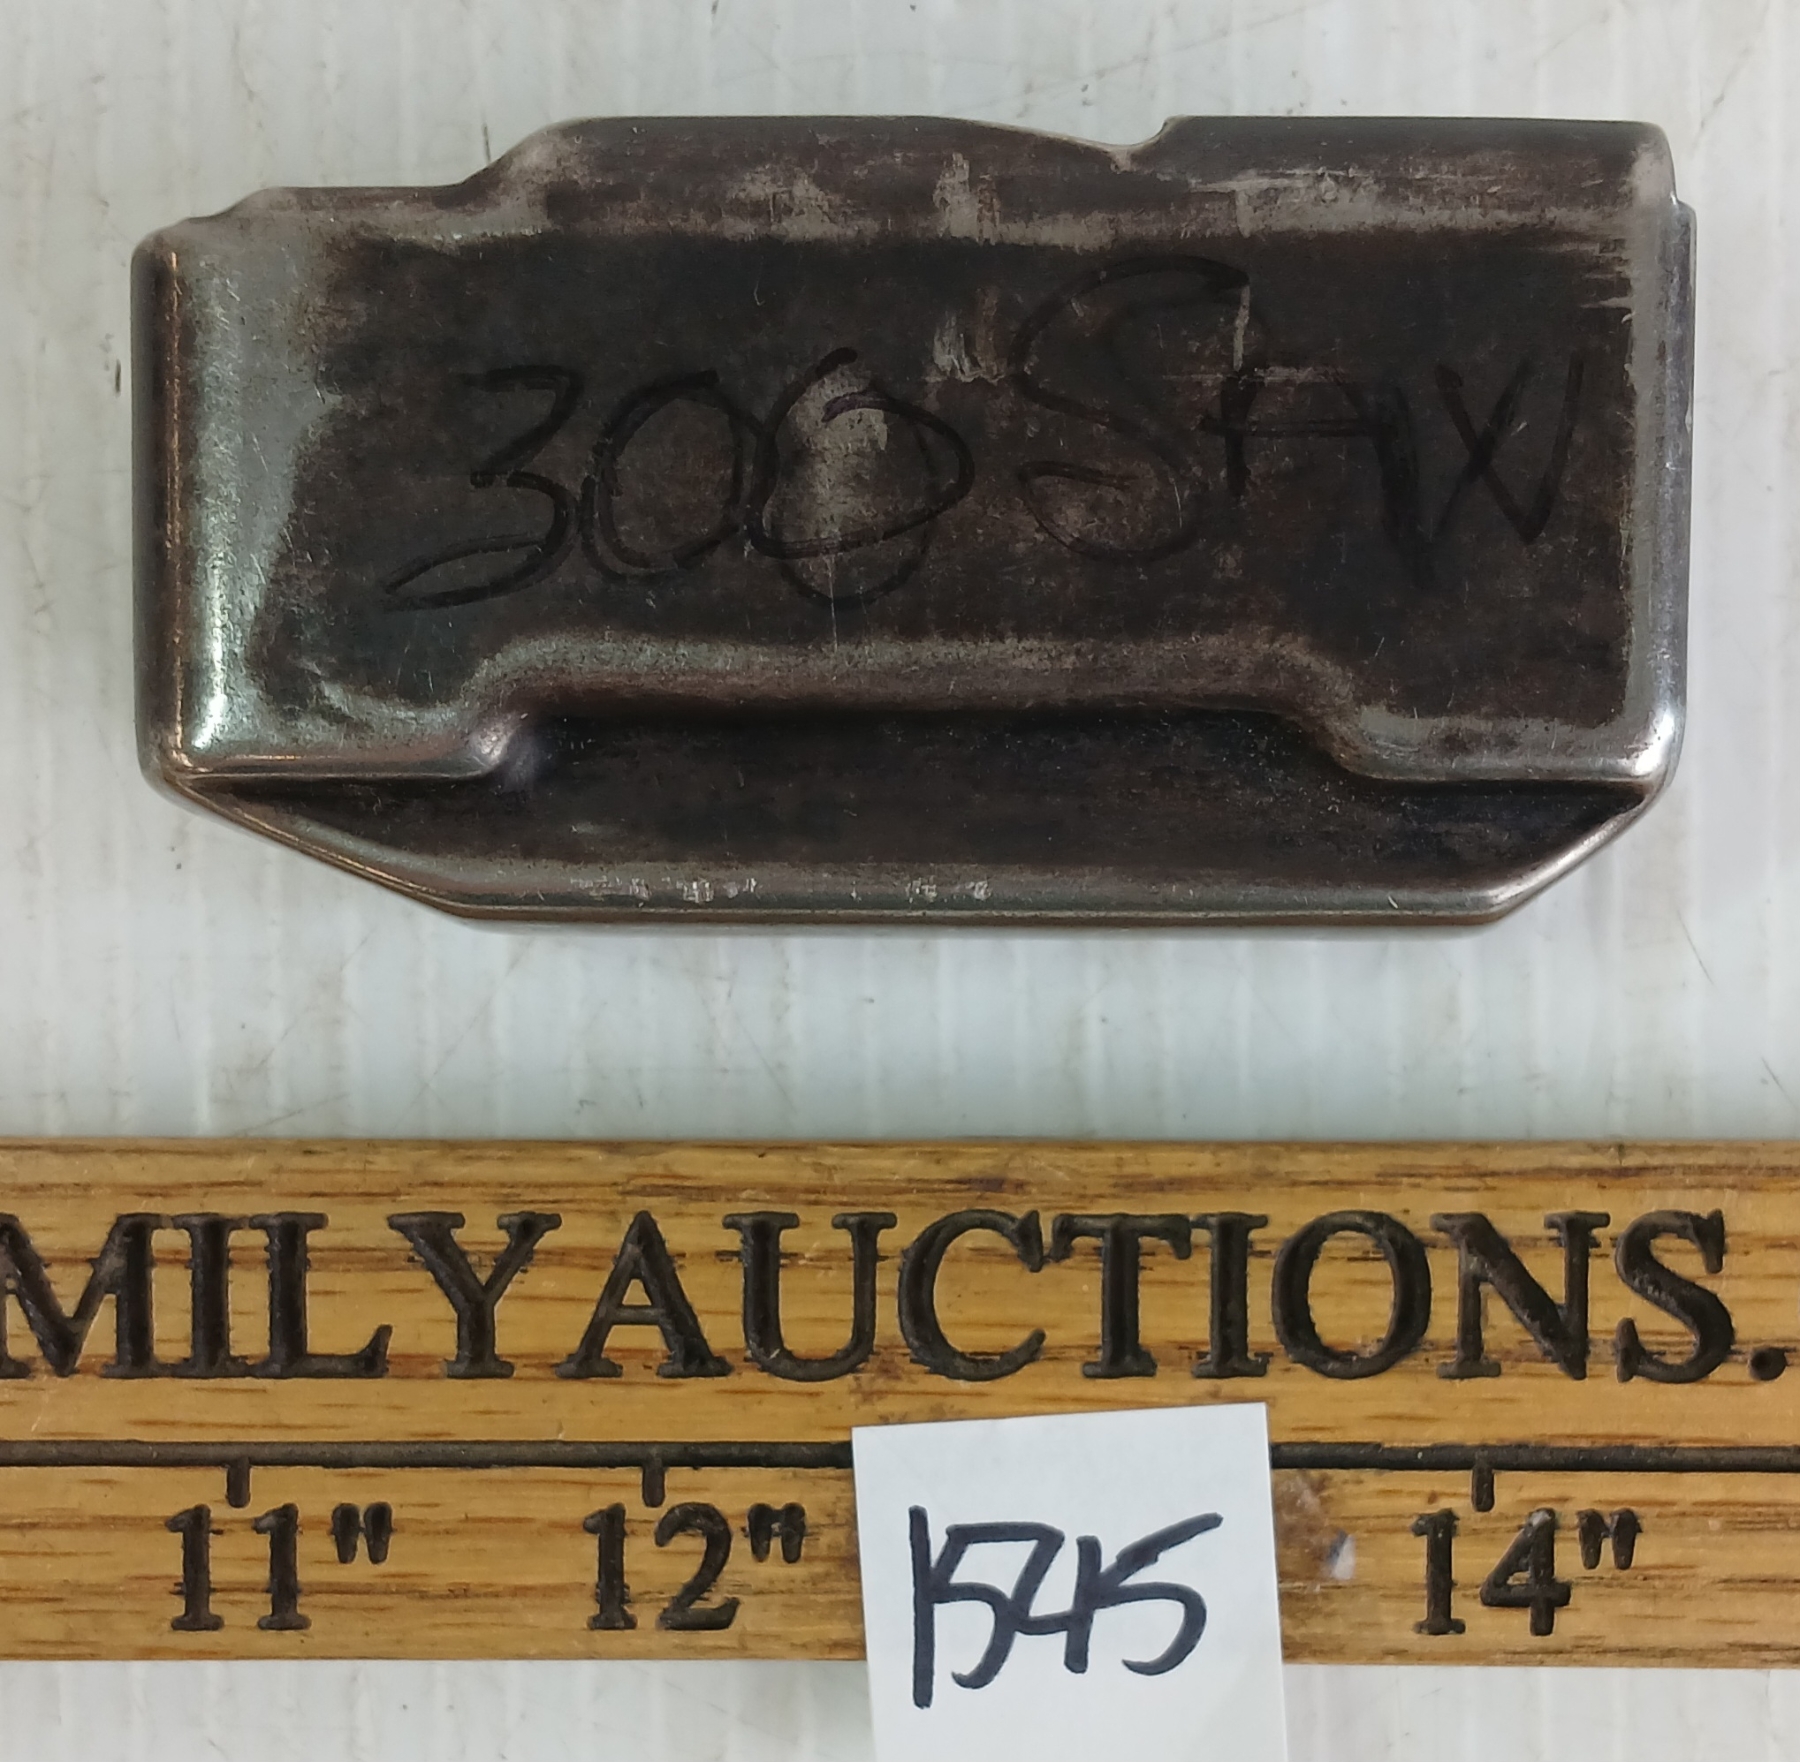 300 SAW
MILYAUCTIONS.
11" 12" 14"
1545